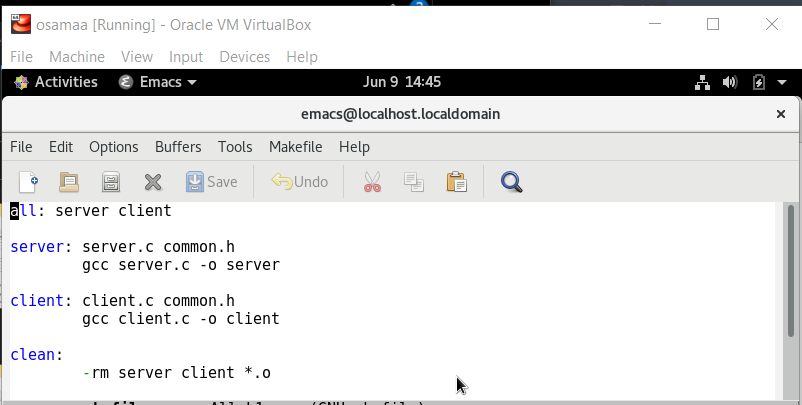 osamaa [Running] - Oracle VM VirtualBox
File Machine View Input Devices Help
Activities Emacs Jun 9 14:45
emacs@localhost.localdomain
File Edit Options Buffers Tools Makefile Help
Save Undo
all: server client
server: server.c common.h
gcc server.c -o server
client: client.c common.h
gcc client.c -o client
clean:
-rm server client *.o